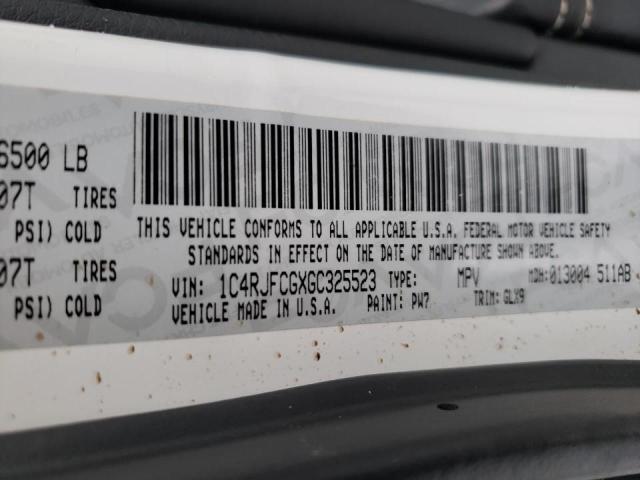 6500 LB
07T TIRES
PSI) COLD
07T TIRES
PSI) COLD
THIS VEHICLE CONFORMS TO ALL APPLICABLE U.S.A. FEDERAL MOTOR VEHICLE SAFETY
STANDARDS IN EFFECT ON THE DATE OF MANUFACTURE SHOWN ABOVE.
VIN: 1C4RJFCGXGC325523 TYPE: MPV MDH:013004 511AB
VEHICLE MADE IN U.S.A. PAINT: PW7 TRIM: GLX9